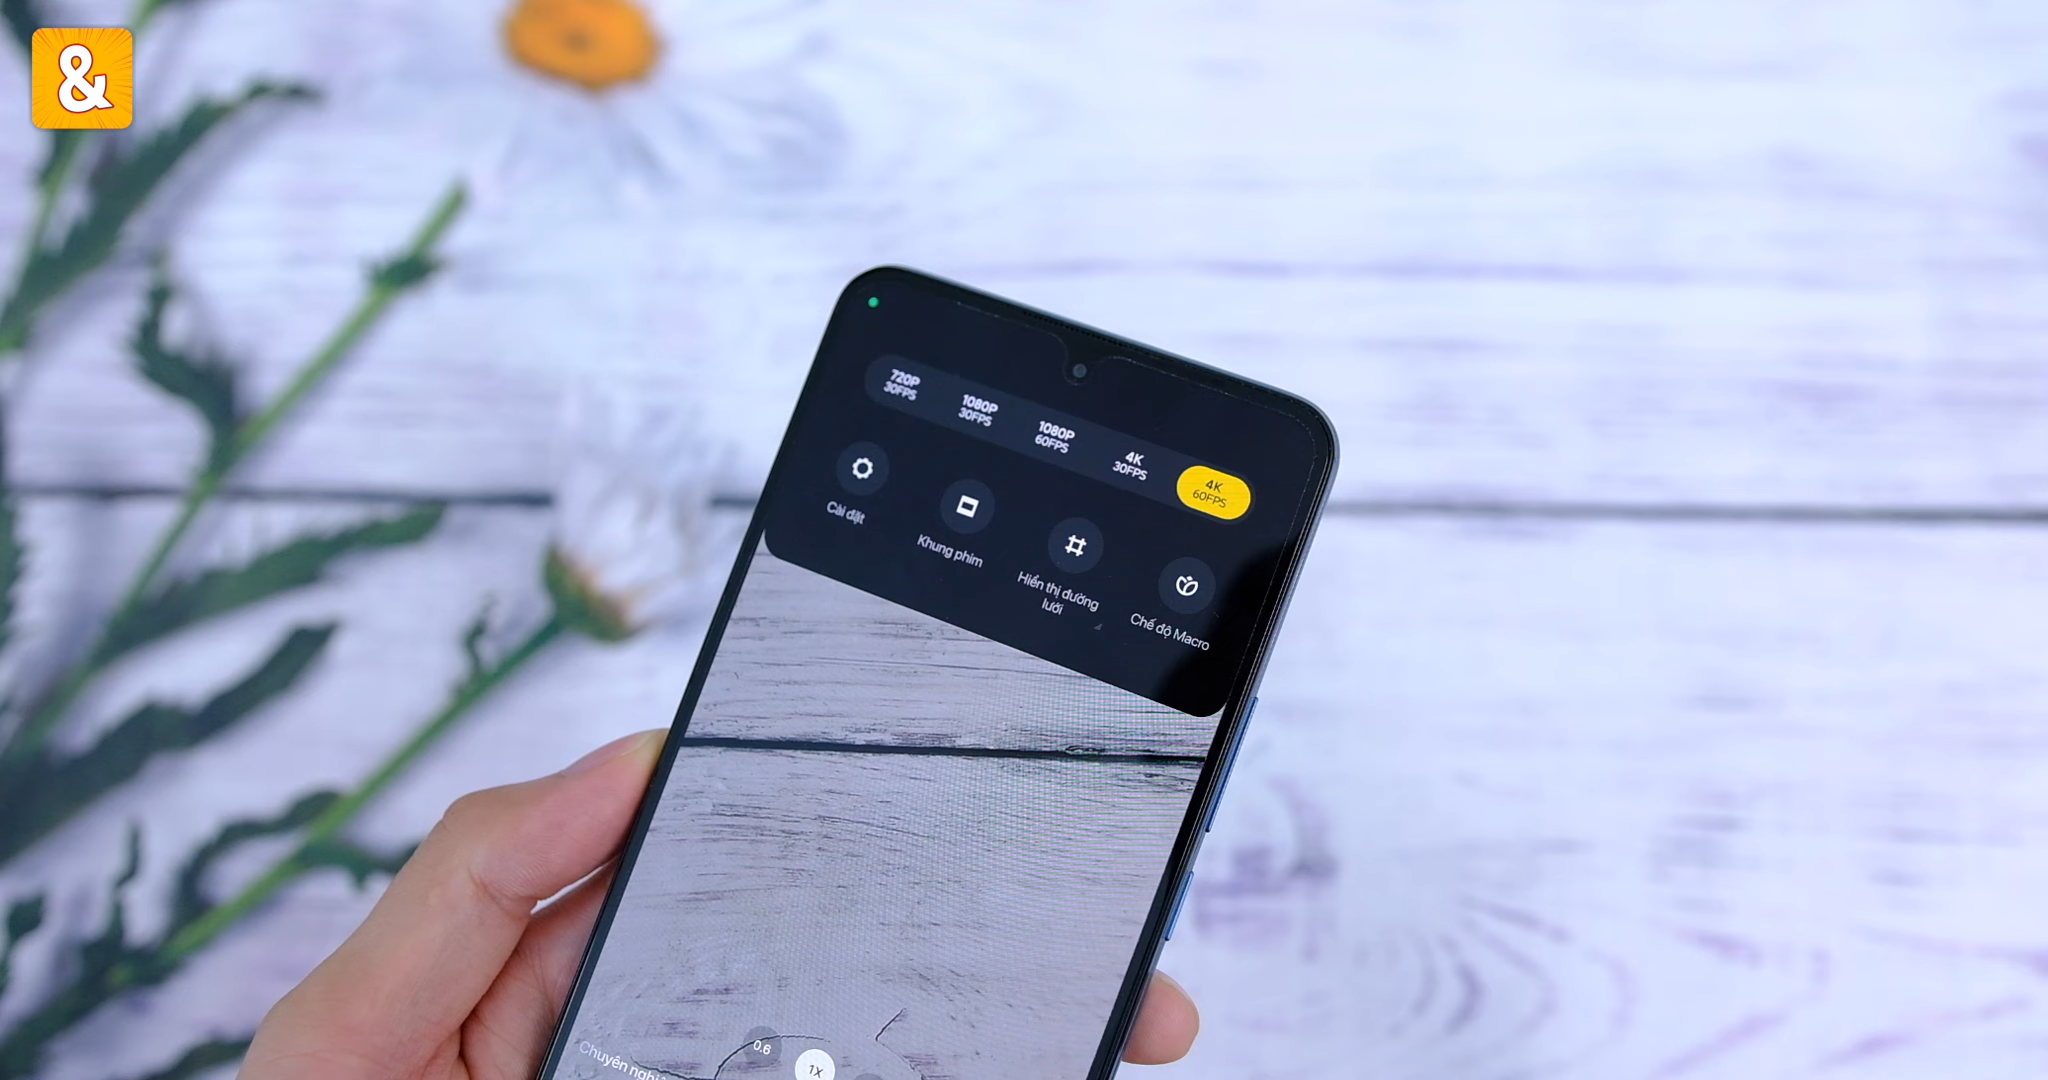 &
720P
30FPS
1080P
30FPS
1080P
60FPS
4K
30FPS
4K
60FPS
Cài đặt
Khung phim
Hiển thị đường
lưới
Chế độ Macro
0.6
1X
Chuyên